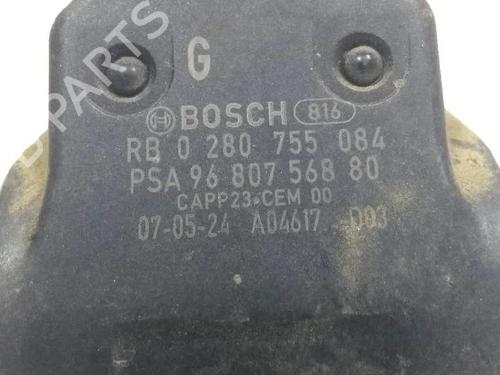 G
BOSCH 816
RB 0 280 755 084
PSA 96 807 568 80
CAPP23.CEM 00
07-05-24 A04617 D03
B-PARTS